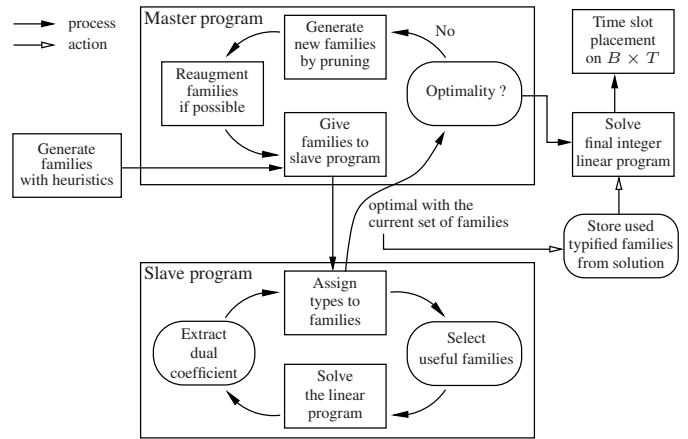 process
action
Master program
Generate
new families
by pruning
No
Reaugment
families
if possible
Optimality ?
Give
families to
slave program
Generate
families
with heuristics
Time slot
placement
on B × T
Solve
final integer
linear program
optimal with the
current set of families
Store used
typified families
from solution
Slave program
Assign
types to
families
Extract
dual
coefficient
Select
useful families
Solve
the linear
program